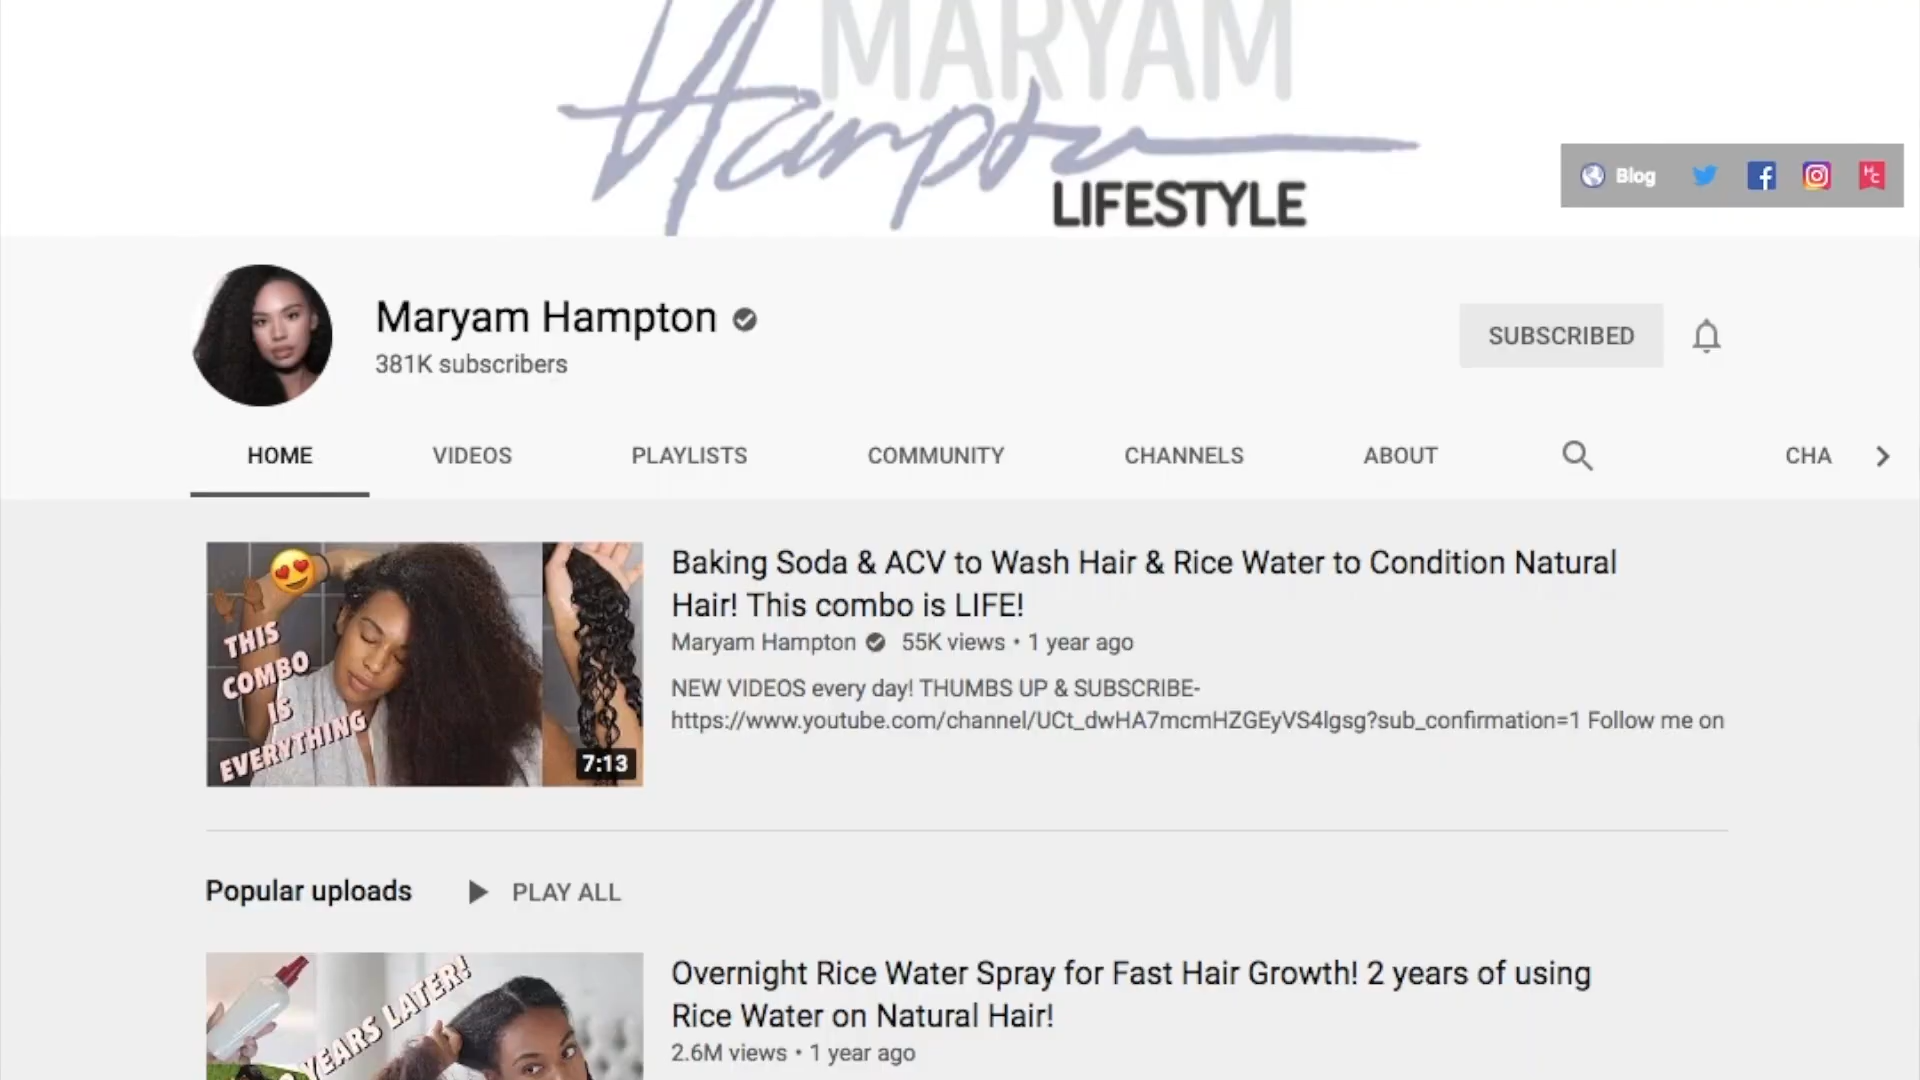 MARYAM
Hampton
LIFESTYLE
Blog
HC
Maryam Hampton
381K subscribers
SUBSCRIBED
HOME VIDEOS PLAYLISTS COMMUNITY CHANNELS ABOUT CHA
THIS
COMBO
IS
EVERYTHING
7:13
Baking Soda & ACV to Wash Hair & Rice Water to Condition Natural
Hair! This combo is LIFE!
Maryam Hampton 55K views • 1 year ago
NEW VIDEOS every day! THUMBS UP & SUBSCRIBE-
https://www.youtube.com/channel/UCt_dwHA7mcmHZGEyVS4lgsg?sub_confirmation=1 Follow me on
Popular uploads PLAY ALL
YEARS LATER!
Overnight Rice Water Spray for Fast Hair Growth! 2 years of using
Rice Water on Natural Hair!
2.6M views • 1 year ago